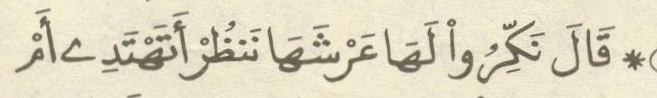 * قَالَ نَكِّرُواْ لَهَا عَرْشَهَا نَنظُرْ أَتَهْتَدِے أَمْ